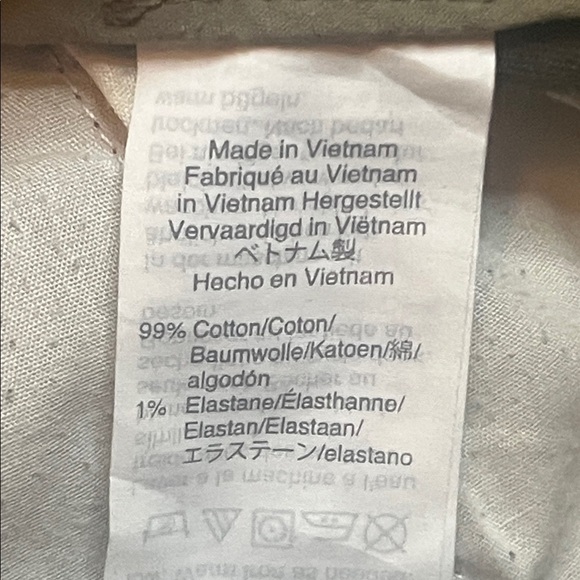 Made in Vietnam
Fabriqué au Vietnam
in Vietnam Hergestellt
Vervaardigd in Viëtnam
ベトナム製
Hecho en Vietnam
99% Cotton/Coton/
Baumwolle/Katoen/綿/
algodón
1% Elastane/Élasthanne/
Elastan/Elastaan/
エラステーン/elastano